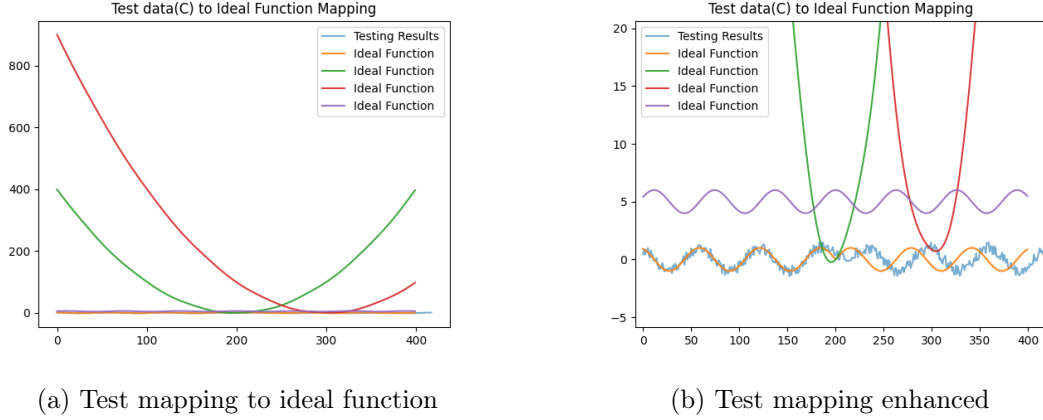 Test data(C) to Ideal Function Mapping
Testing Results
Ideal Function
Ideal Function
Ideal Function
Ideal Function
800
600
400
200
0
0
100
200
300
400
(a) Test mapping to ideal function
Test data(C) to Ideal Function Mapping
Testing Results
Ideal Function
Ideal Function
Ideal Function
Ideal Function
20
15
10
5
0
−5
0
50
100
150
200
250
300
350
400
(b) Test mapping enhanced